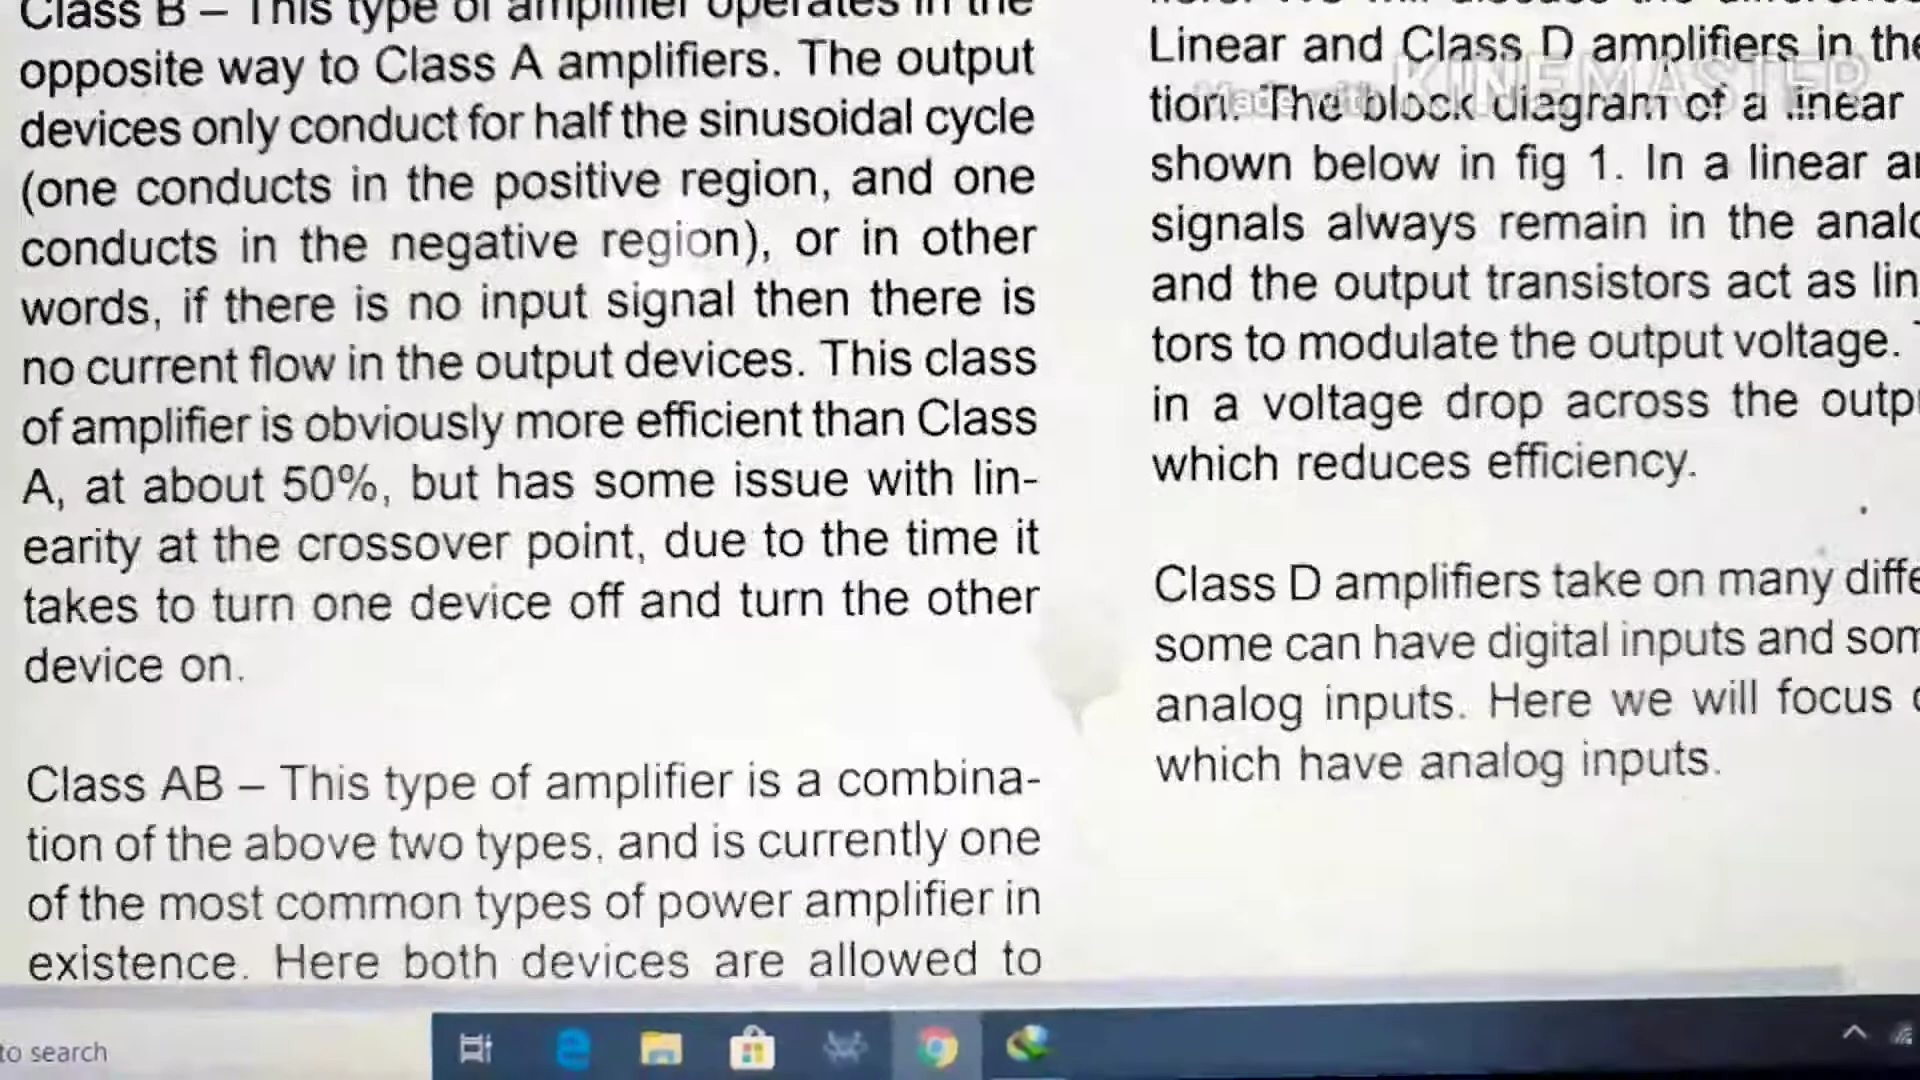 Class B – This type of amplifier operates in the
opposite way to Class A amplifiers. The output
devices only conduct for half the sinusoidal cycle
(one conducts in the positive region, and one
conducts in the negative region), or in other
words, if there is no input signal then there is
no current flow in the output devices. This class
of amplifier is obviously more efficient than Class
A, at about 50%, but has some issue with lin-
earity at the crossover point, due to the time it
takes to turn one device off and turn the other
device on.
Class AB – This type of amplifier is a combina-
tion of the above two types, and is currently one
of the most common types of power amplifier in
existence. Here both devices are allowed to
Linear and Class D amplifiers in the
tion. The block diagram of a linear
shown below in fig 1. In a linear
signals always remain in the
and the output transistors act as
tors to modulate the output voltage.
in a voltage drop across the
which reduces efficiency.
Class D amplifiers take on many
some can have digital inputs and
analog inputs. Here we will focus
which have analog inputs.
Made with KINEMASTER
to search